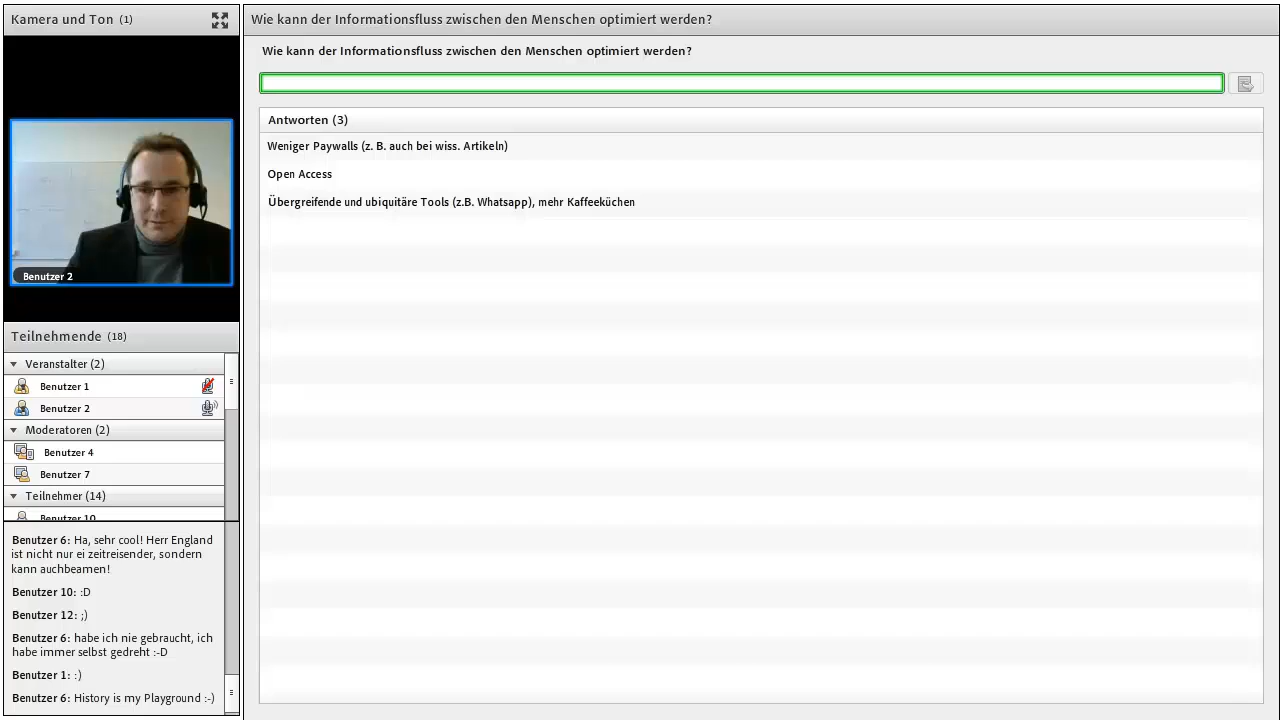 Kamera und Ton (1)
Benutzer 2
Teilnehmende (18)
Veranstalter (2)
Benutzer 1
Benutzer 2
Moderatoren (2)
Benutzer 4
Benutzer 7
Teilnehmer (14)
Benutzer 10
Benutzer 6: Ha, sehr cool! Herr England
ist nicht nur ei zeitreisender, sondern
kann auchbeamen!
Benutzer 10: :D
Benutzer 12: ;)
Benutzer 6: habe ich nie gebraucht, ich
habe immer selbst gedreht :-D
Benutzer 1: :)
Benutzer 6: History is my Playground :-)
Wie kann der Informationsfluss zwischen den Menschen optimiert werden?
Wie kann der Informationsfluss zwischen den Menschen optimiert werden?
Antworten (3)
Weniger Paywalls (z. B. auch bei wiss. Artikeln)
Open Access
Übergreifende und ubiquitäre Tools (z.B. Whatsapp), mehr Kaffeeküchen